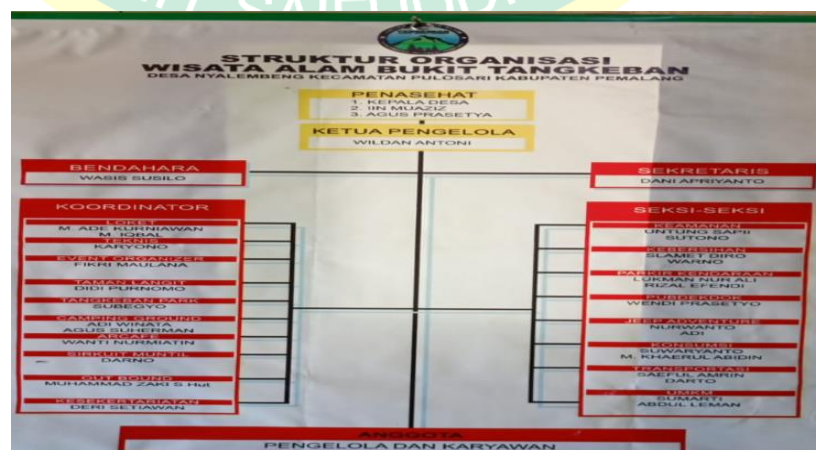 STRUKTUR ORGANISASI
WISATA ALAM BUKIT TANGKEBAN
DESA NYALEMBENG KECAMATAN PULOSARI KABUPATEN PEMALANG
PENASEHAT
1. KEPALA DESA
2. IIN MUAZIZ
3. AGUS PRASETYA
KETUA PENGELOLA
WILDAN ANTONI
BENDAHARA
WASIS SUSILO
SEKRETARIS
DANI APRIYANTO
KOORDINATOR
LOKET
M. ADE KURNIAWAN
M. IQBAL
TEKNIS
KARYONO
EVENT ORGANIZER
FIKRI MAULANA
TAMAN LANGIT
DIDI PURNOMO
TANGKEBAN PARK
SUBEGYO
CAMPING GROUND
ADI WINATA
AGUS SUHERMAN
ARCAFE
WANTI NURMIATIN
SIRKUIT MUNTIL
DARNO
OUT BOUND
MUHAMMAD ZAKI S Hut
KESEKERTARIATAN
DERI SETIAWAN
SEKSI-SEKSI
KEAMANAN
UNTUNG SAPII
SUTONO
KEBERSIHAN
SLAMET DIRO
WARNO
PARKIR KENDARAAN
LUKMAN NUR ALI
RIZAL EFENDI
PUBDEKDOK
WENDI PRASETYO
JEEP ADVENTURE
NURWANTO
ADI
KONSUMSI
SUWARYANTO
M. KHAERUL ABIDIN
TRANSPORTASI
SAEFUL AMRIN
DARTO
UMKM
SUMARTI
ABDUL LEMAN
ANGGOTA
PENGELOLA DAN KARYAWAN